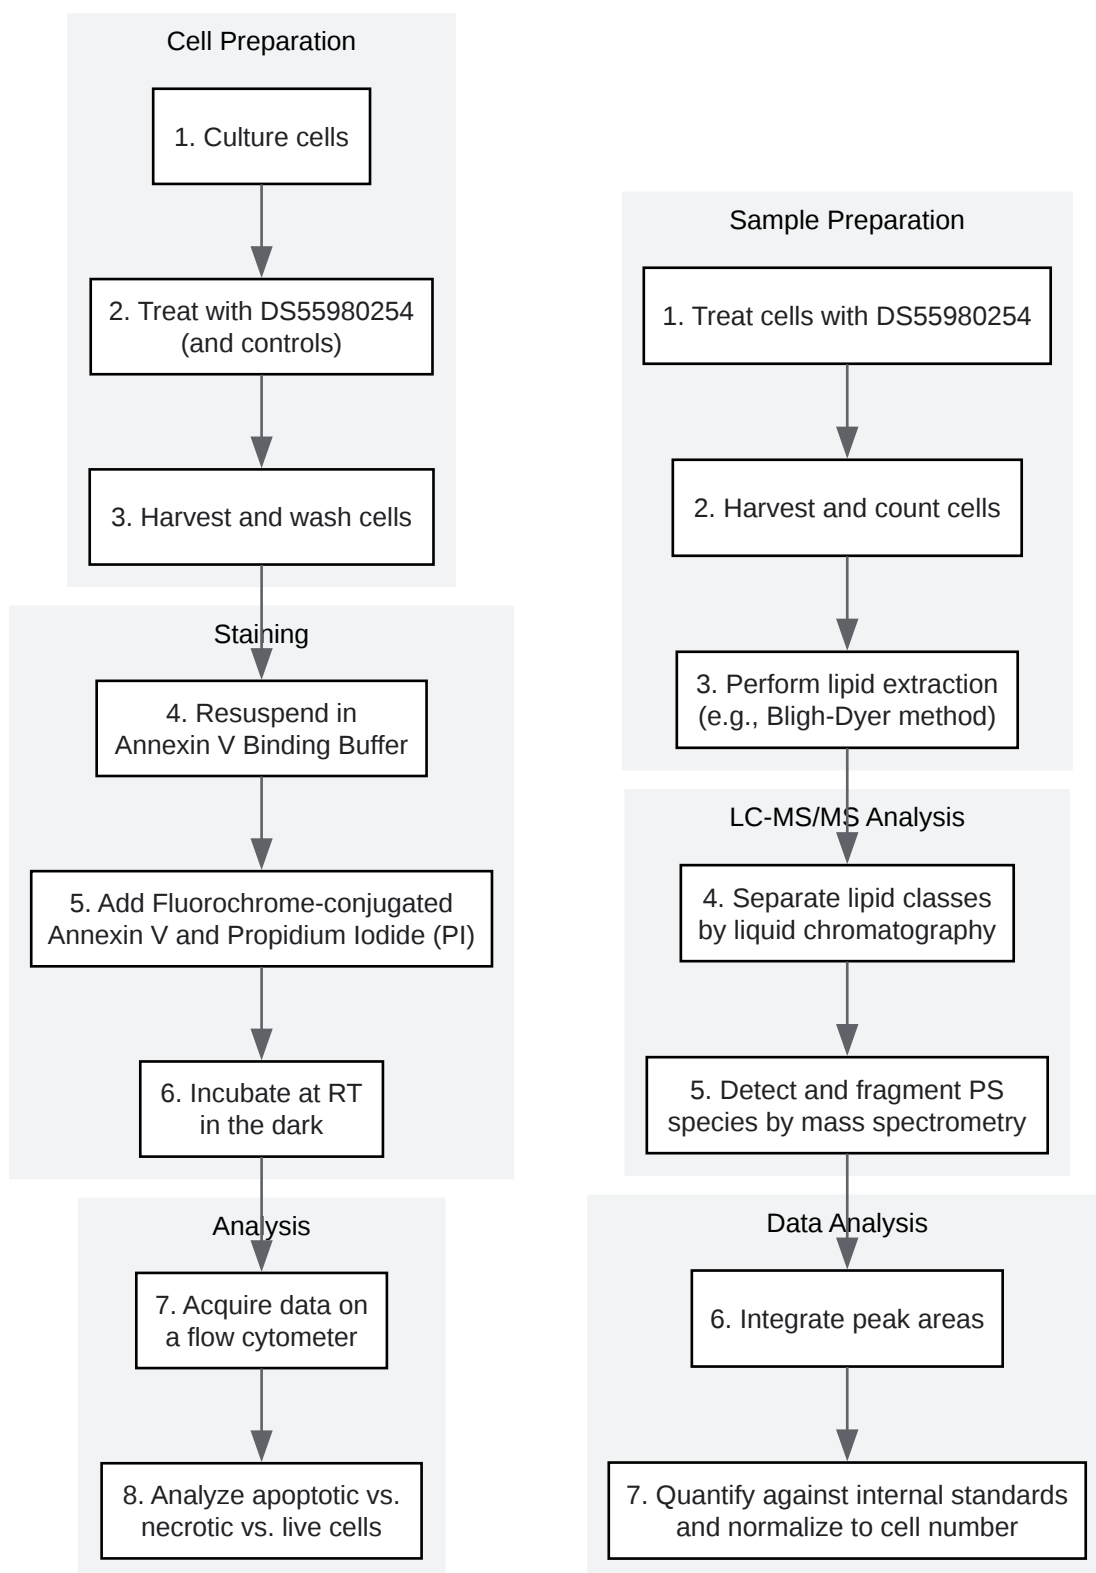 Cell Preparation
1. Culture cells
2. Treat with DS55980254
(and controls)
3. Harvest and wash cells
Staining
4. Resuspend in
Annexin V Binding Buffer
5. Add Fluorochrome-conjugated
Annexin V and Propidium Iodide (PI)
6. Incubate at RT
in the dark
Analysis
7. Acquire data on
a flow cytometer
8. Analyze apoptotic vs.
necrotic vs. live cells
Sample Preparation
1. Treat cells with DS55980254
2. Harvest and count cells
3. Perform lipid extraction
(e.g., Bligh-Dyer method)
LC-MS/MS Analysis
4. Separate lipid classes
by liquid chromatography
5. Detect and fragment PS
species by mass spectrometry
Data Analysis
6. Integrate peak areas
7. Quantify against internal standards
and normalize to cell number